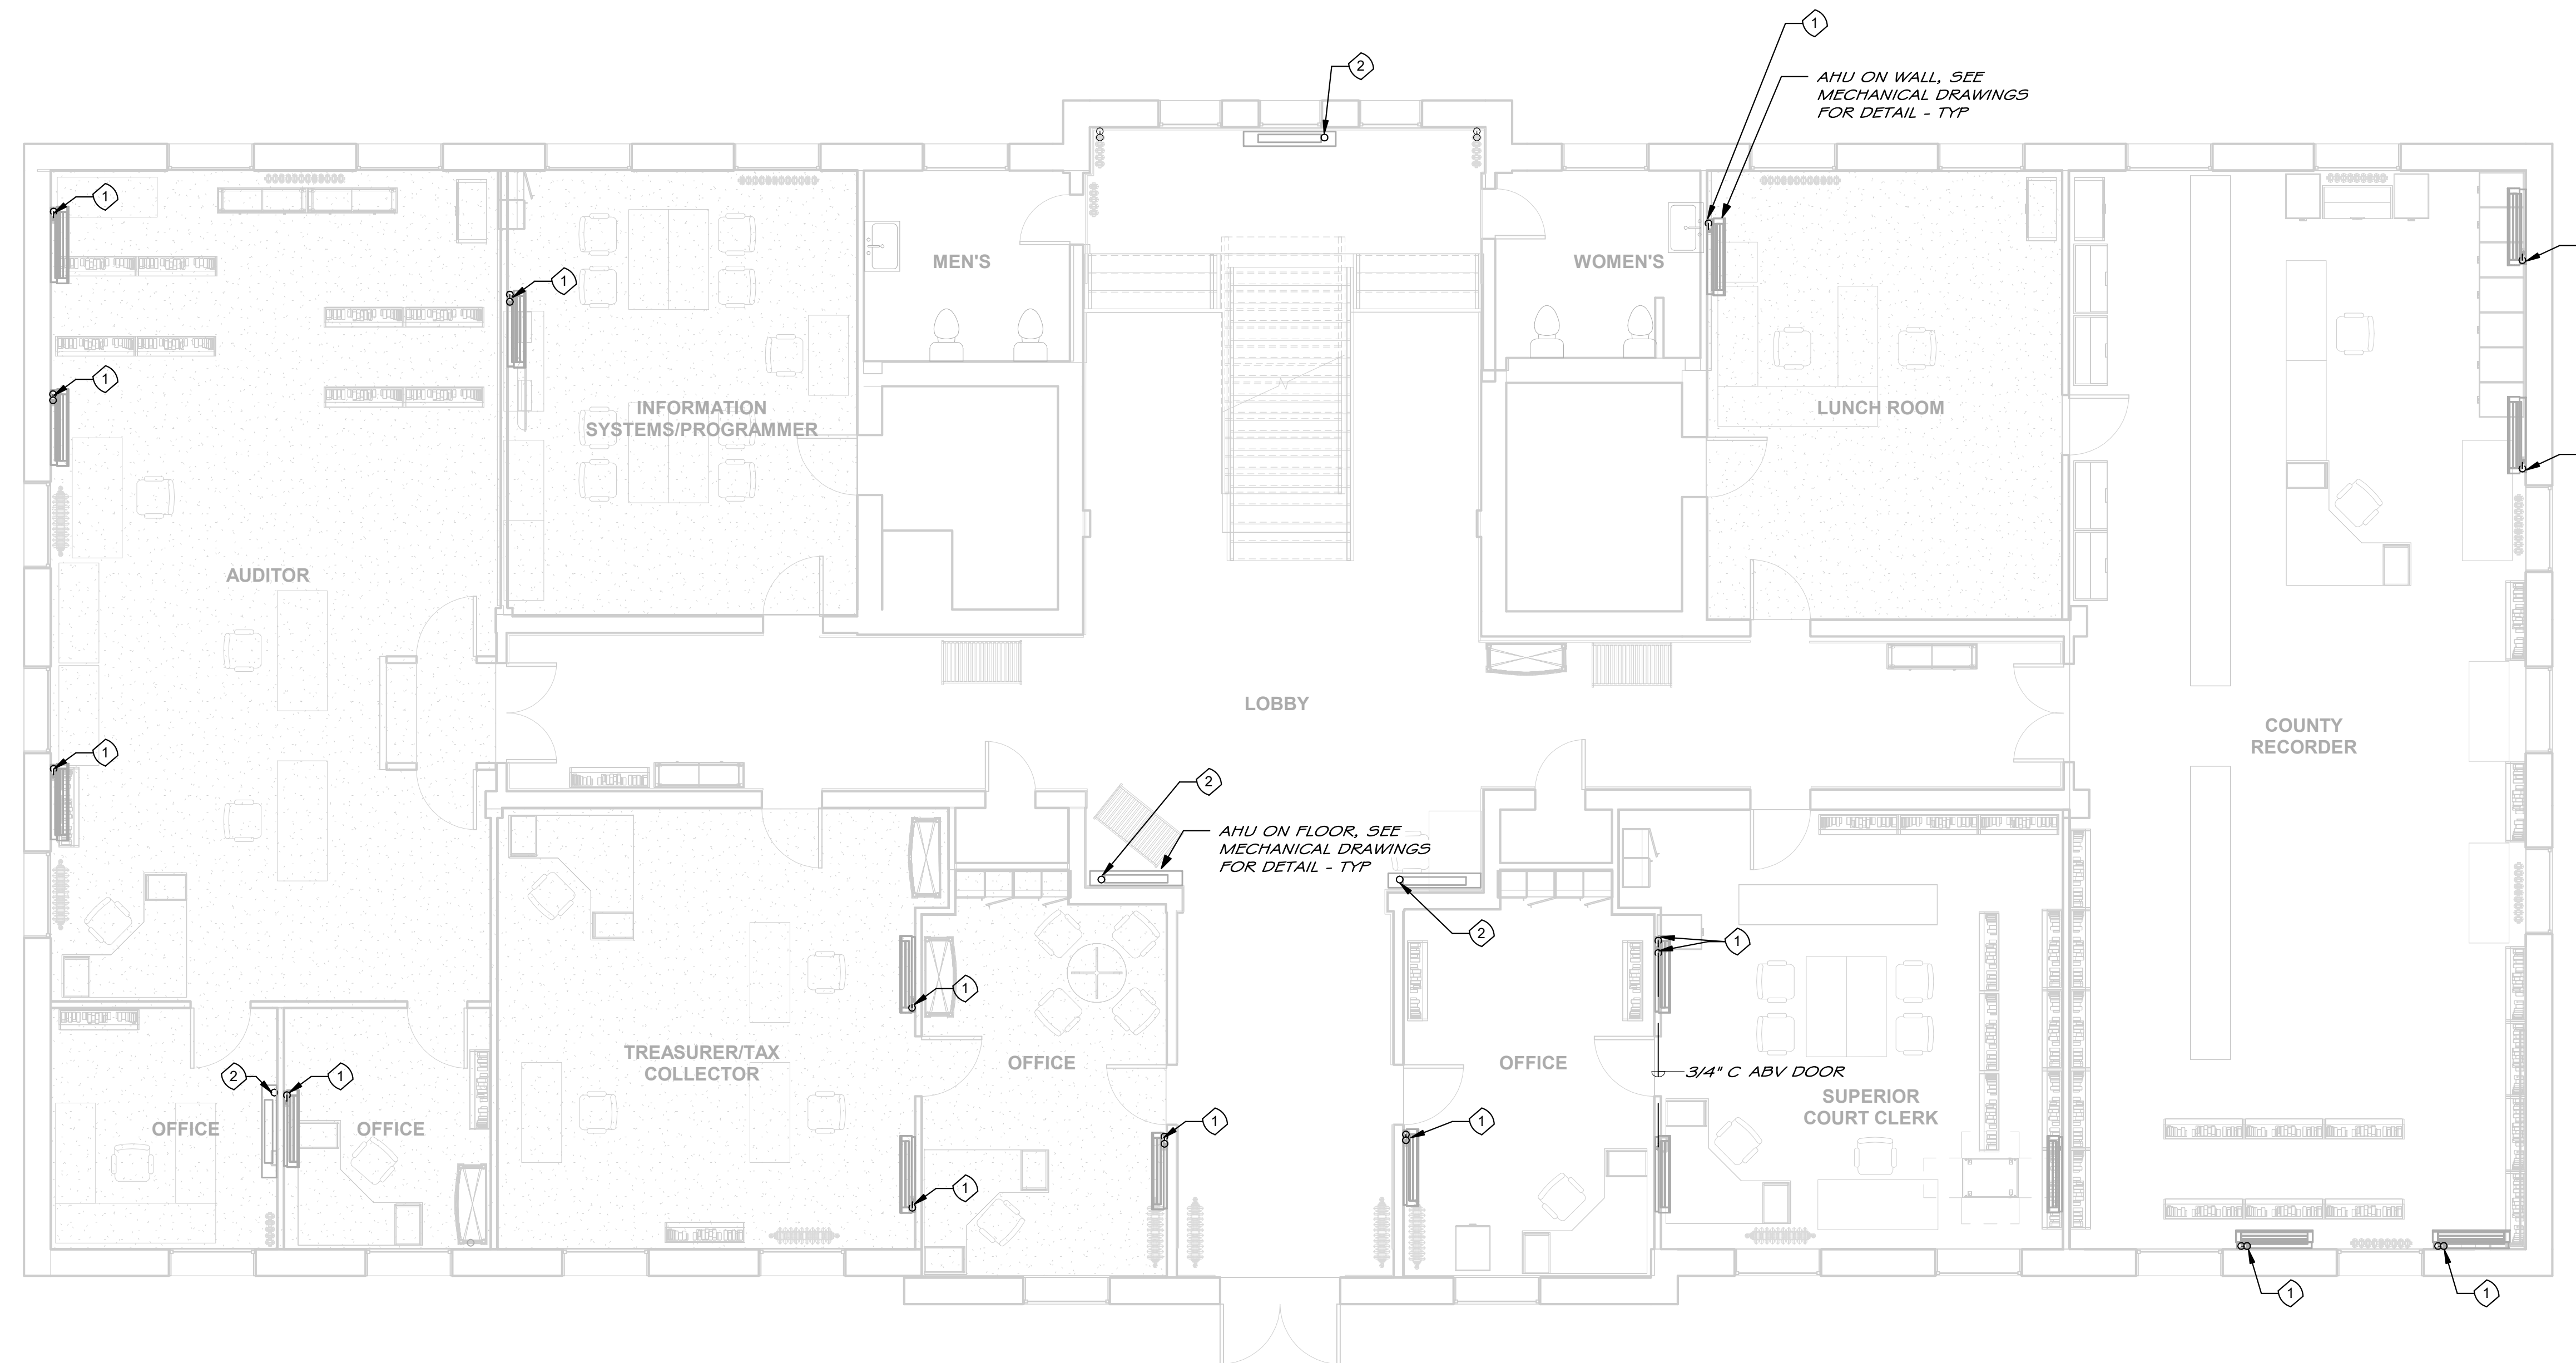 1
2
AHU ON WALL, SEE
MECHANICAL DRAWINGS
FOR DETAIL - TYP
1
1
MEN'S
WOMEN'S
1
INFORMATION
SYSTEMS/PROGRAMMER
LUNCH ROOM
AUDITOR
LOBBY
COUNTY
RECORDER
1
2
AHU ON FLOOR, SEE
MECHANICAL DRAWINGS
FOR DETAIL - TYP
2
1
1
TREASURER/TAX
COLLECTOR
OFFICE
OFFICE
3/4" C ABV DOOR
2
1
SUPERIOR
COURT CLERK
OFFICE
OFFICE
1
1
1
1
1